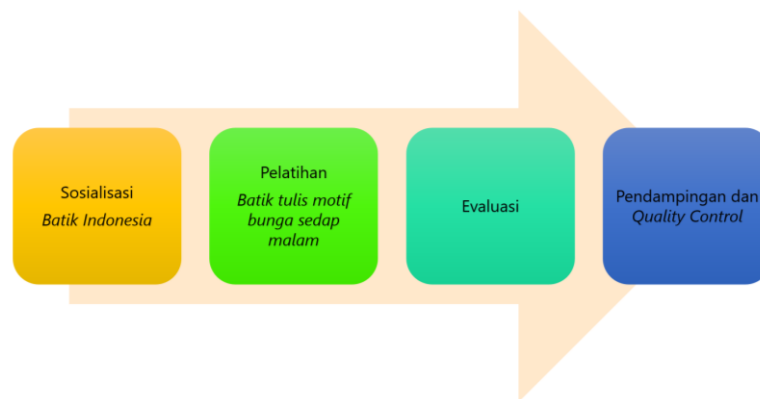 Sosialisasi
Batik Indonesia
Pelatihan
Batik tulis motif
bunga sedap
malam
Evaluasi
Pendampingan dan
Quality Control